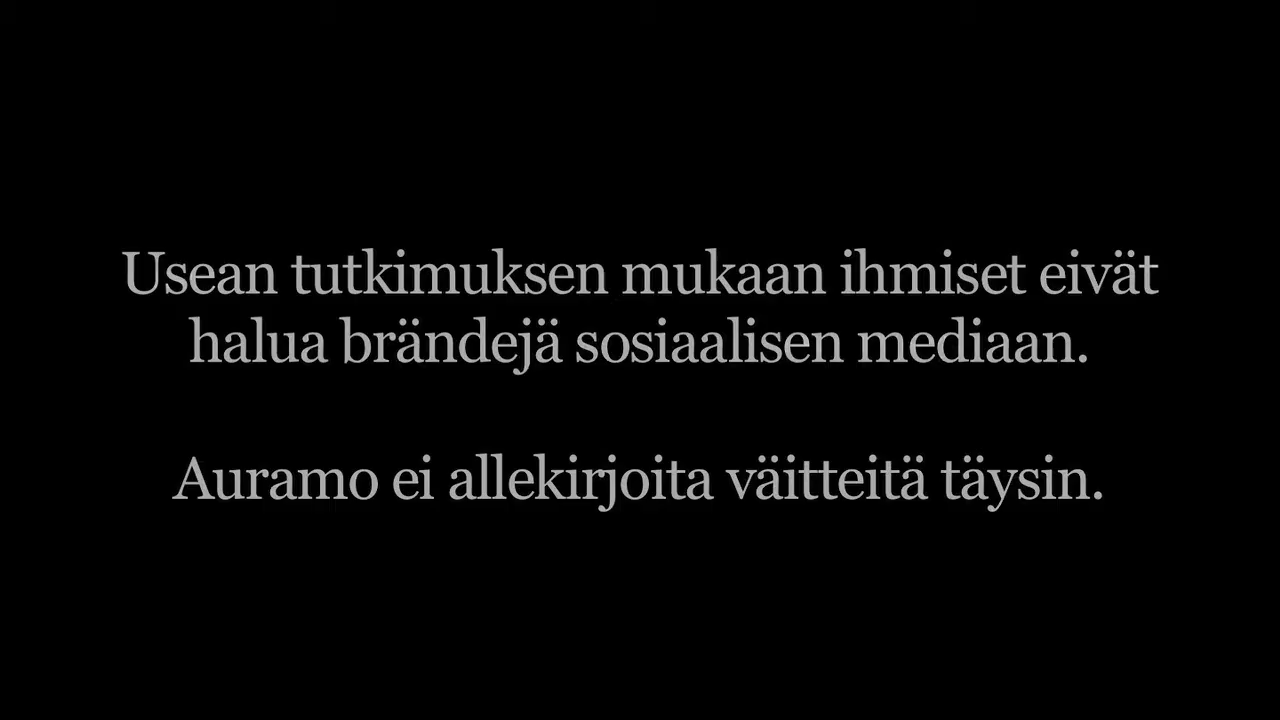 Usean tutkimuksen mukaan ihmiset eivät
halua brändejä sosiaalisen mediaan.
Auramo ei allekirjoita väitteitä täysin.